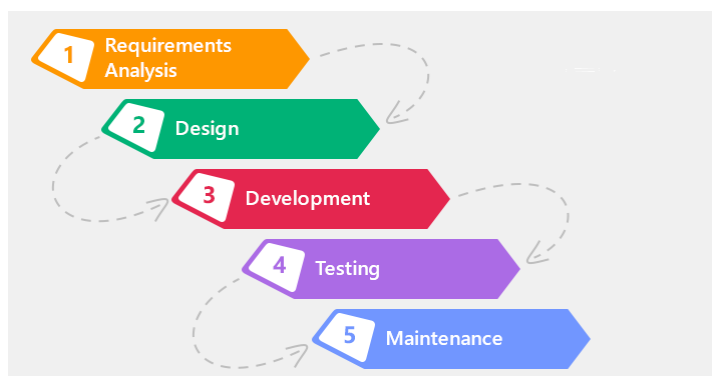 1
Requirements
Analysis
2
Design
3
Development
4
Testing
5
Maintenance